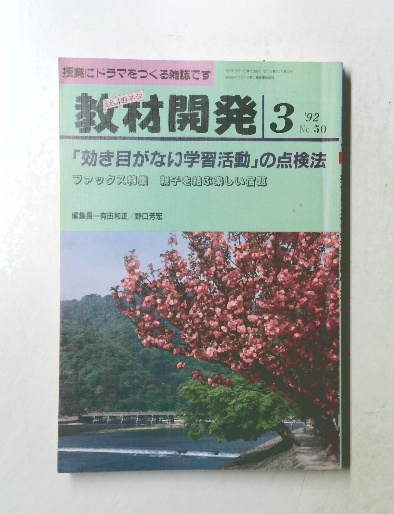 授業にドラマをつくる雑誌です
教材開発
3
'92
No.50
「効き目がない学習活動」の点検法
ファックス特集 親子を結ぶ楽しい宿題
編集長─有田和正/野口芳宏